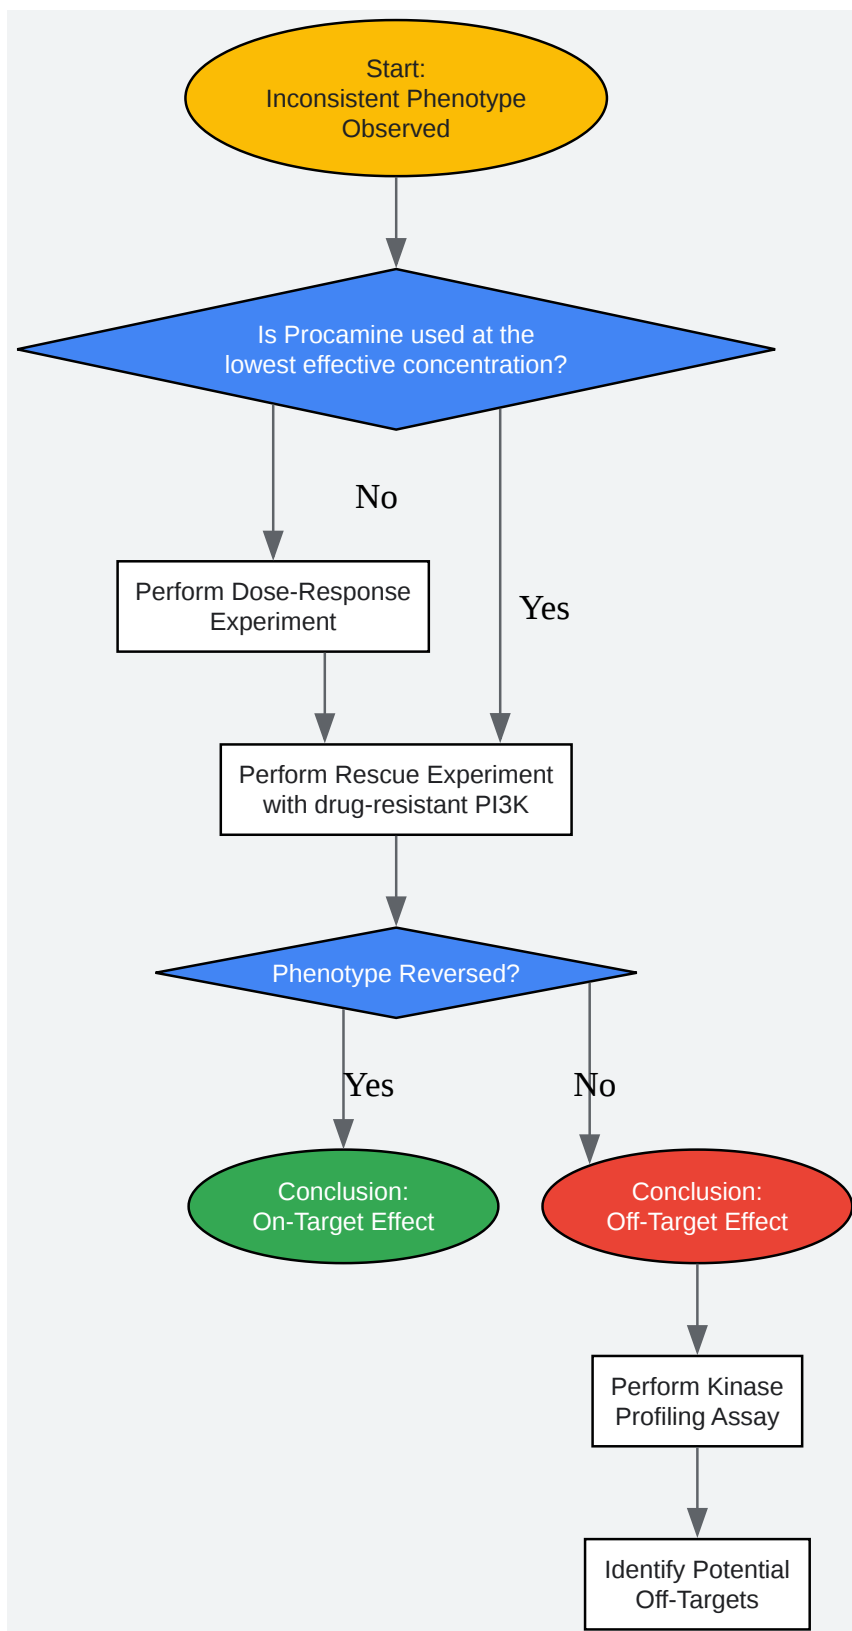 Start:
Inconsistent Phenotype
Observed
Is Procamine used at the
lowest effective concentration?
No
Perform Dose-Response
Experiment
Yes
Perform Rescue Experiment
with drug-resistant PI3K
Phenotype Reversed?
Yes
No
Conclusion:
On-Target Effect
Conclusion:
Off-Target Effect
Perform Kinase
Profiling Assay
Identify Potential
Off-Targets